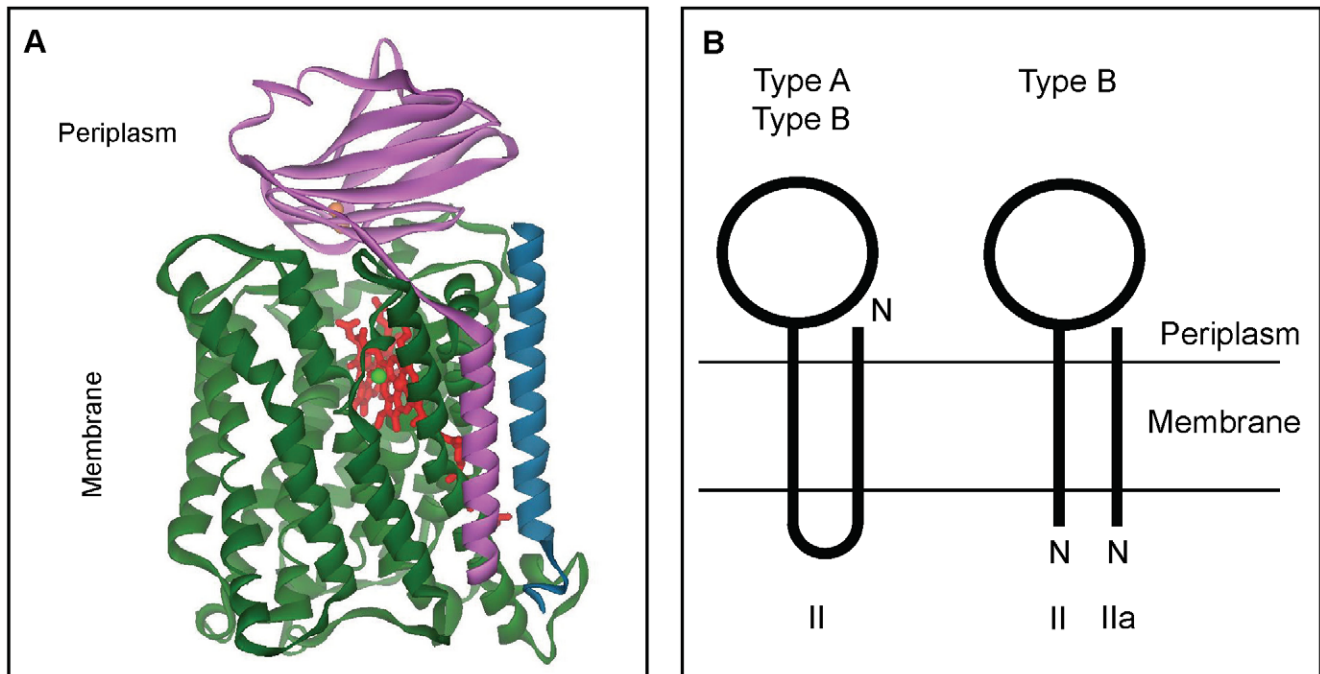 A
Periplasm
Membrane
B
Type A
Type B
Type B
N
Periplasm
Membrane
N
N
II
II
IIa